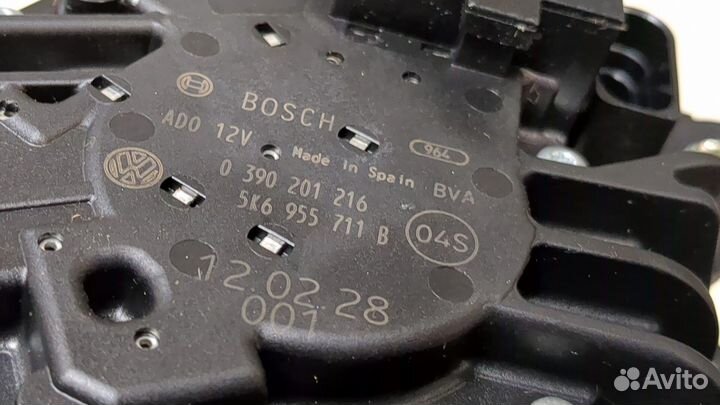 BOSCH
AD0 12V Made in Spain
964
0 390 201 216 BVA
5K6 955 711 B
04S
12.02.28
001
Avito